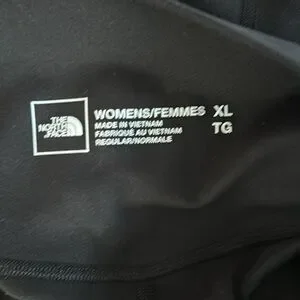 THE
NORTH
FACE
WOMENS/FEMMES XL
MADE IN VIETNAM TG
FABRIQUÉ AU VIETNAM
REGULAR/NORMALE